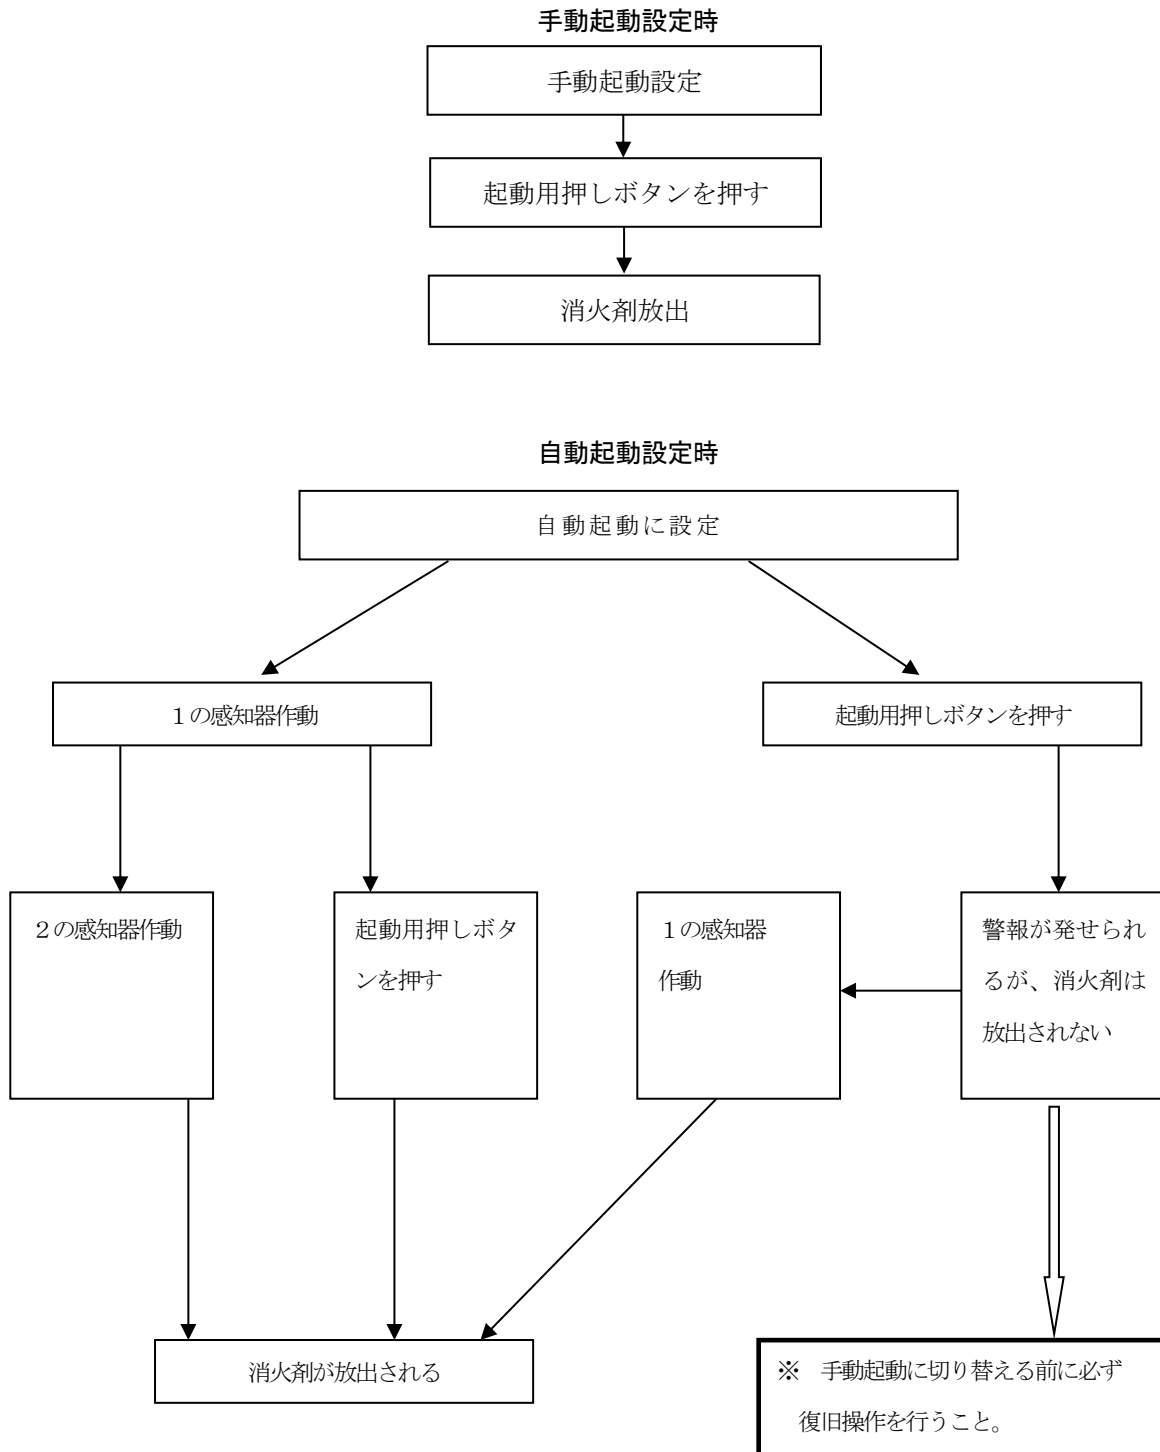 手動起動設定時
手動起動設定
起動用押しボタンを押す
消火剤放出
自動起動設定時
自動起動に設定
１の感知器作動
起動用押しボタンを押す
２の感知器作動
起動用押しボタ
ンを押す
１の感知器
作動
警報が発せられ
るが、消火剤は
放出されない
消火剤が放出される
※　手動起動に切り替える前に必ず
復旧操作を行うこと。